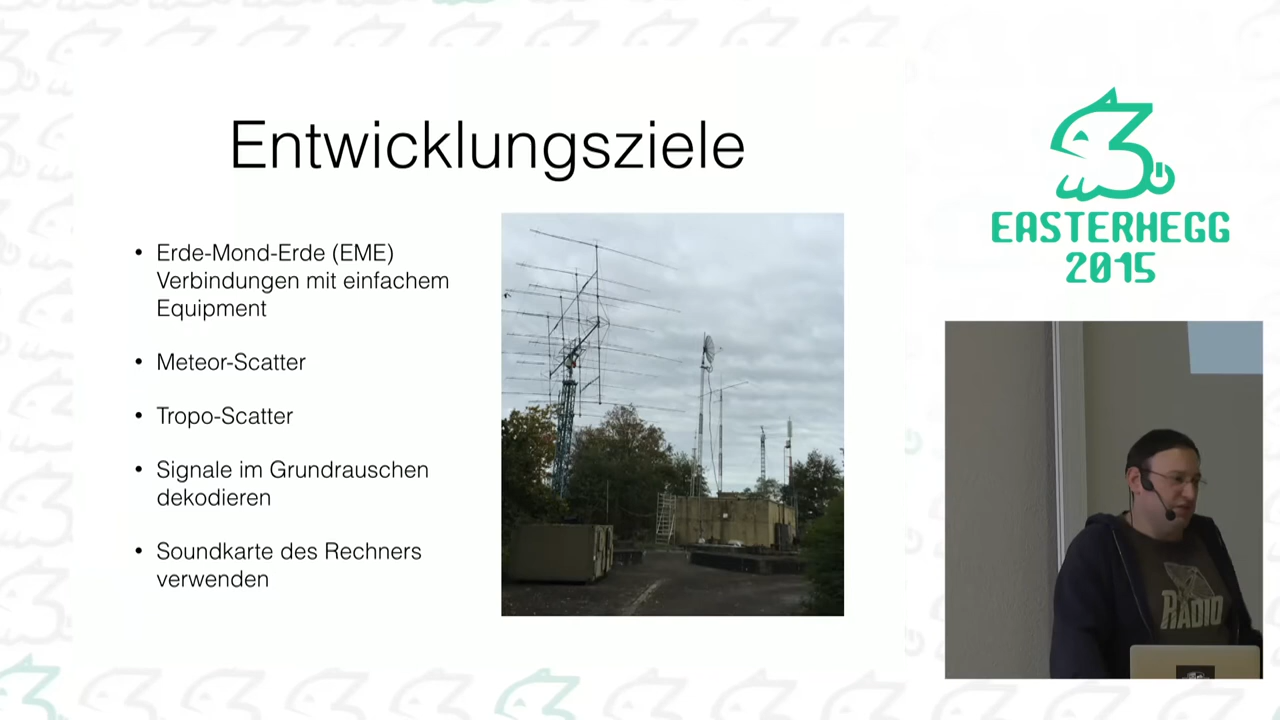 Entwicklungsziele
• Erde-Mond-Erde (EME)
Verbindungen mit einfachem
Equipment
• Meteor-Scatter
• Tropo-Scatter
• Signale im Grundrauschen
dekodieren
• Soundkarte des Rechners
verwenden
EASTERHEGG
2015
RADIO